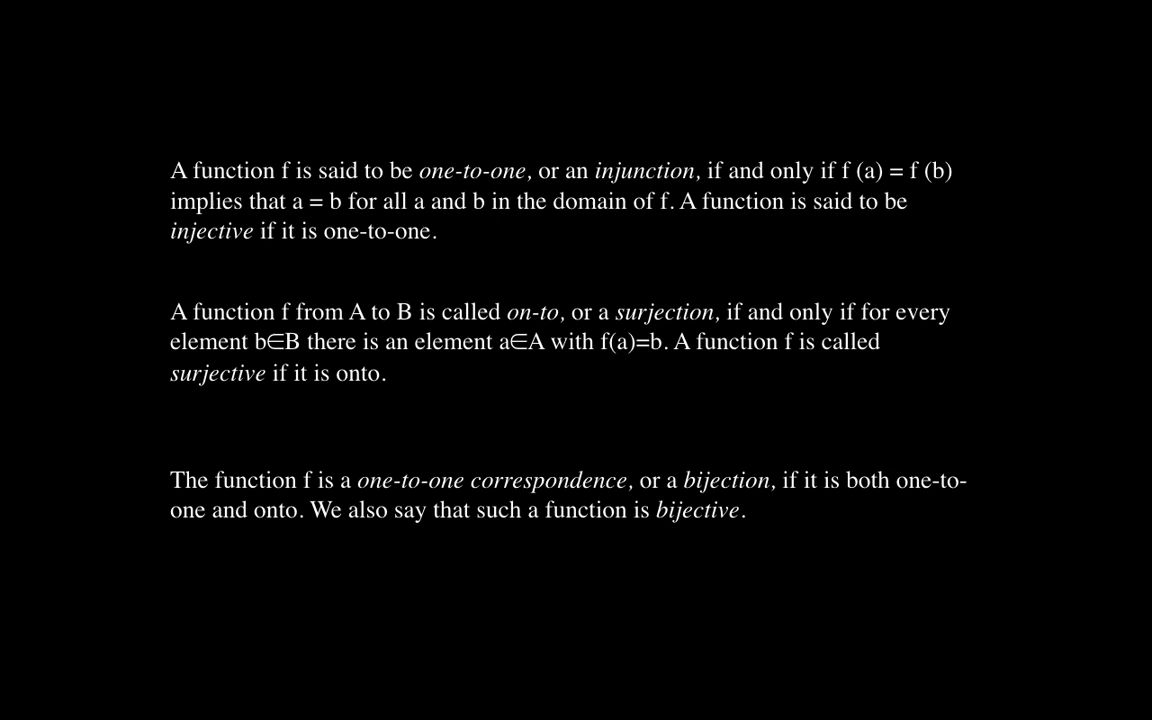 A function f is said to be one-to-one, or an injunction, if and only if f (a) = f (b)
implies that a = b for all a and b in the domain of f. A function is said to be
injective if it is one-to-one.
A function f from A to B is called on-to, or a surjection, if and only if for every
element b∈B there is an element a∈A with f(a)=b. A function f is called
surjective if it is onto.
The function f is a one-to-one correspondence, or a bijection, if it is both one-to-
one and onto. We also say that such a function is bijective.